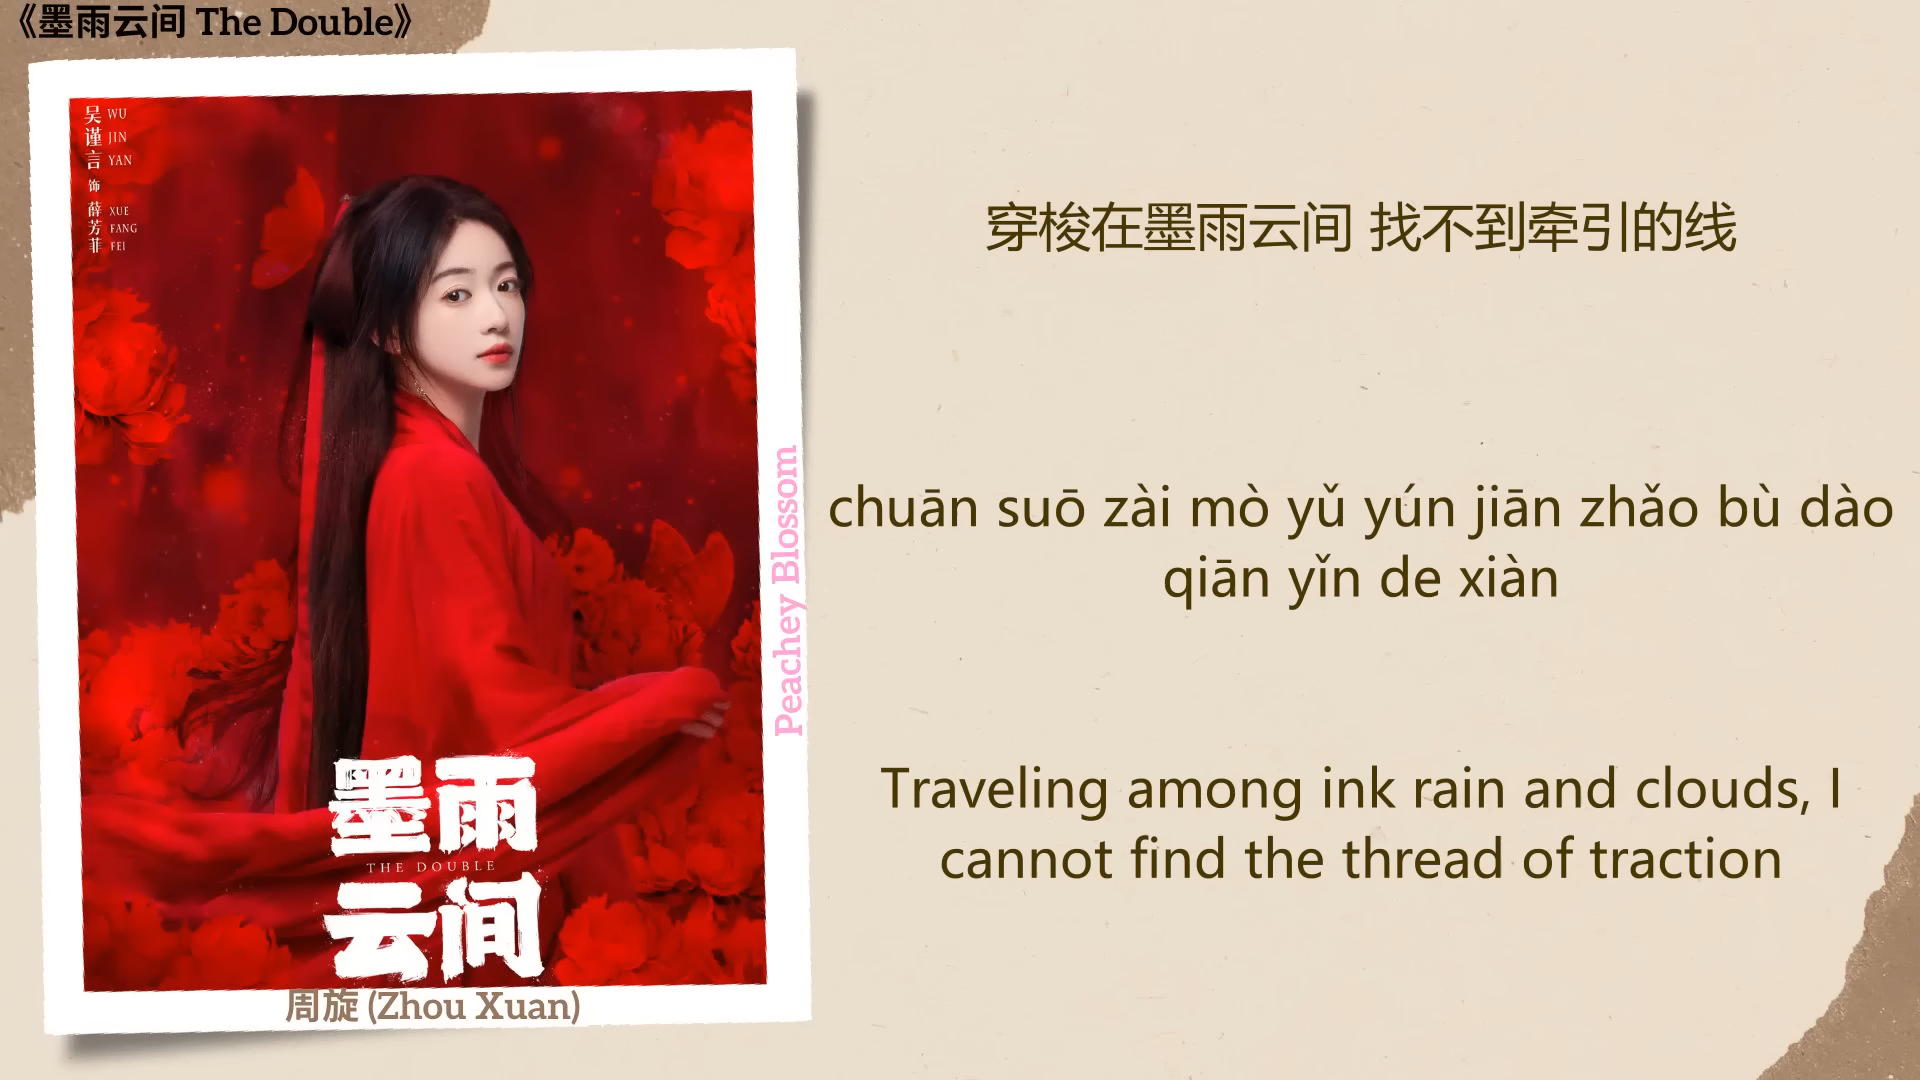 《墨雨云间 The Double》
吴谨言 WU JIN YAN
饰
薛芳菲 XUE FANG FEI
墨雨
THE DOUBLE
云间
周旋 (Zhou Xuan)
Peachey Blossom
穿梭在墨雨云间 找不到牵引的线
chuān suō zài mò yǔ yún jiān zhǎo bù dào
qiān yǐn de xiàn
Traveling among ink rain and clouds, I
cannot find the thread of traction